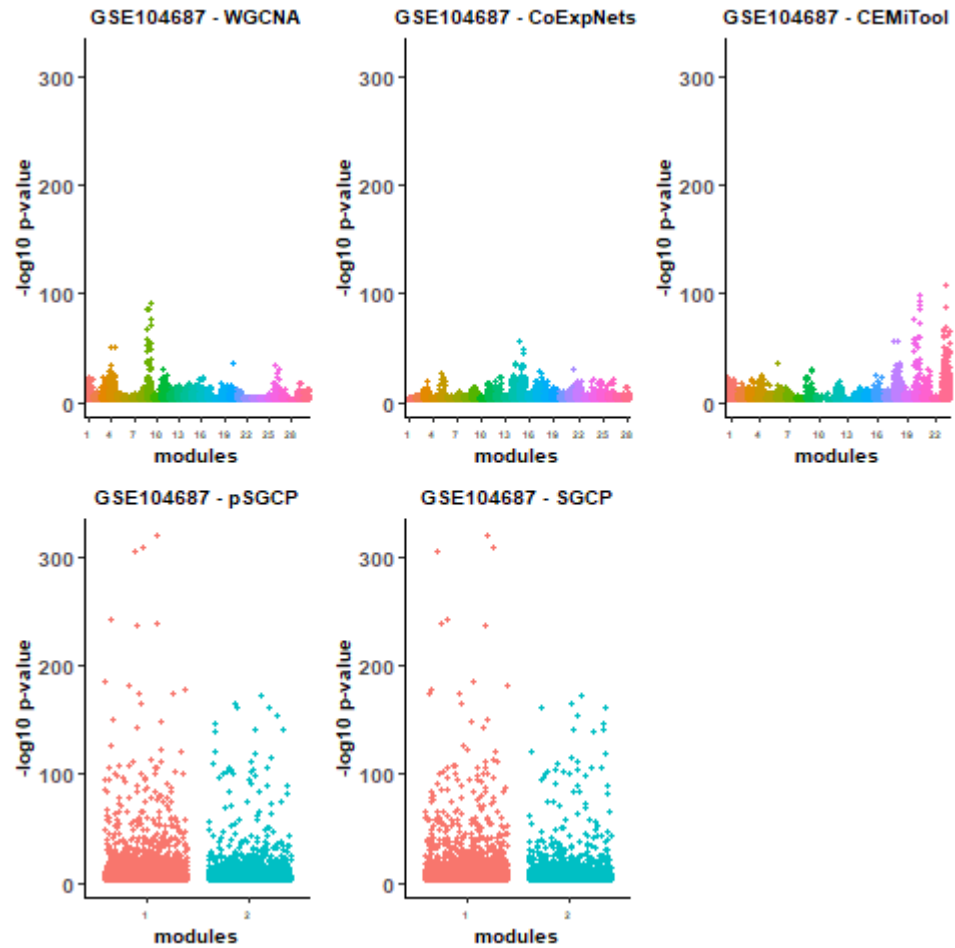 GSE104687 - WGCNA
GSE104687 - CoExpNets
GSE104687 - CEMiTool
-log10 p-value
300
200
100
0
1 4 7 10 13 16 19 22 25 28
modules
-log10 p-value
300
200
100
0
1 4 7 10 13 16 19 22 25 28
modules
-log10 p-value
300
200
100
0
1 4 7 10 13 16 19 22
modules
GSE104687 - pSGCP
GSE104687 - SGCP
-log10 p-value
300
200
100
0
1 2
modules
-log10 p-value
300
200
100
0
1 2
modules